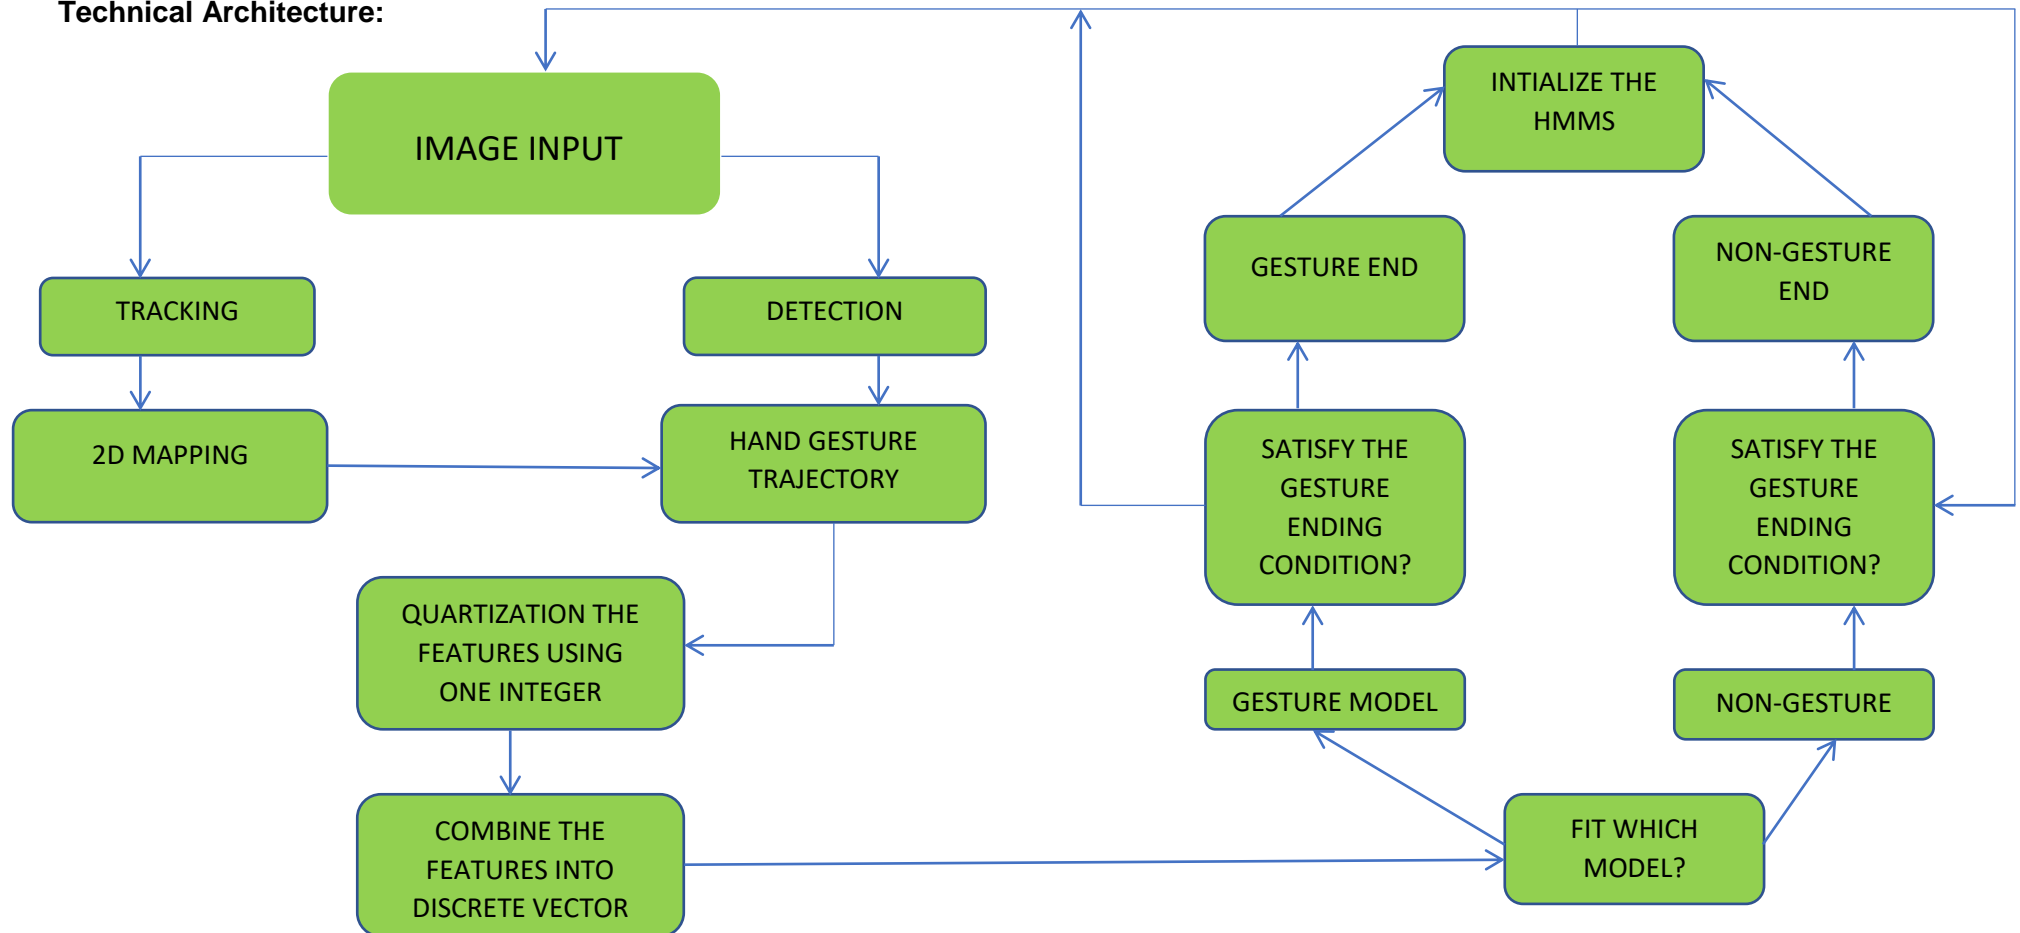 Technical Architecture:
IMAGE INPUT
TRACKING
DETECTION
2D MAPPING
HAND GESTURE
TRAJECTORY
QUARTIZATION THE
FEATURES USING
ONE INTEGER
COMBINE THE
FEATURES INTO
DISCRETE VECTOR
INTIALIZE THE
HMMS
GESTURE END
NON-GESTURE
END
SATISFY THE
GESTURE
ENDING
CONDITION?
SATISFY THE
GESTURE
ENDING
CONDITION?
GESTURE MODEL
NON-GESTURE
FIT WHICH
MODEL?